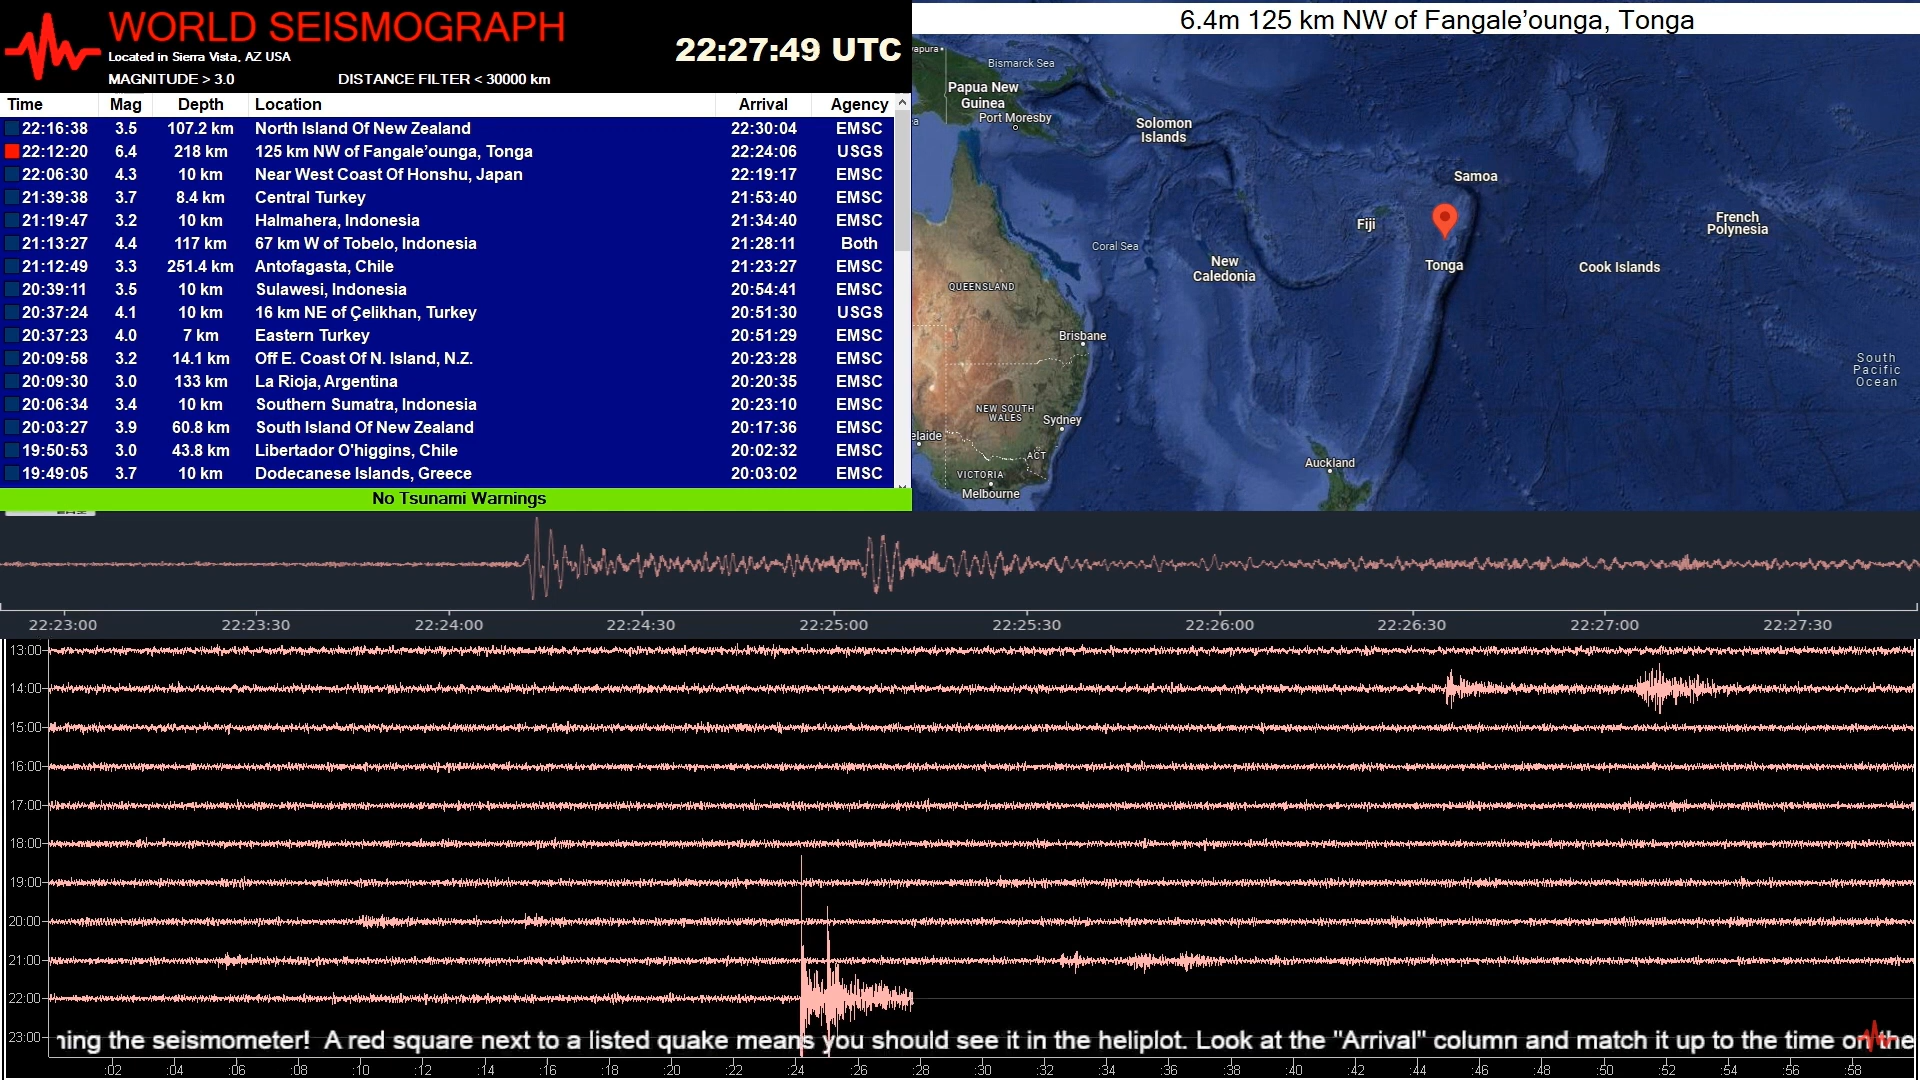 WORLD SEISMOGRAPH
Located in Sierra Vista, AZ USA
MAGNITUDE > 3.0 DISTANCE FILTER < 30000 km
22:27:49 UTC
Time Mag Depth Location Arrival Agency
22:16:38 3.5 107.2 km North Island Of New Zealand 22:30:04 EMSC
22:12:20 6.4 218 km 125 km NW of Fangale’ounga, Tonga 22:24:06 USGS
22:06:30 4.3 10 km Near West Coast Of Honshu, Japan 22:19:17 EMSC
21:39:38 3.7 8.4 km Central Turkey 21:53:40 EMSC
21:19:47 3.2 10 km Halmahera, Indonesia 21:34:40 EMSC
21:13:27 4.4 117 km 67 km W of Tobelo, Indonesia 21:28:11 Both
21:12:49 3.3 251.4 km Antofagasta, Chile 21:23:27 EMSC
20:39:11 3.5 10 km Sulawesi, Indonesia 20:54:41 EMSC
20:37:24 4.1 10 km 16 km NE of Çelikhan, Turkey 20:51:30 USGS
20:37:23 4.0 7 km Eastern Turkey 20:51:29 EMSC
20:09:58 3.2 14.1 km Off E. Coast Of N. Island, N.Z. 20:23:28 EMSC
20:09:30 3.0 133 km La Rioja, Argentina 20:20:35 EMSC
20:06:34 3.4 10 km Southern Sumatra, Indonesia 20:23:10 EMSC
20:03:27 3.9 60.8 km South Island Of New Zealand 20:17:36 EMSC
19:50:53 3.0 43.8 km Libertador O'higgins, Chile 20:02:32 EMSC
19:49:05 3.7 10 km Dodecanese Islands, Greece 20:03:02 EMSC
No Tsunami Warnings
6.4m 125 km NW of Fangale’ounga, Tonga
apura
Bismarck Sea
Papua New
Guinea
Port Moresby
Solomon
Islands
Samoa
Fiji
French
Polynesia
Coral Sea
New
Caledonia
Tonga
Cook Islands
QUEENSLAND
Brisbane
South
Pacific
Ocean
NEW SOUTH
WALES
Sydney
elaide
ACT
Auckland
VICTORIA
Melbourne
22:23:00 22:23:30 22:24:00 22:24:30 22:25:00 22:25:30 22:26:00 22:26:30 22:27:00 22:27:30
13:00
14:00
15:00
16:00
17:00
18:00
19:00
20:00
21:00
22:00
23:00
ning the seismometer! A red square next to a listed quake means you should see it in the heliplot. Look at the "Arrival" column and match it up to the time on the
:02 :04 :06 :08 :10 :12 :14 :16 :18 :20 :22 :24 :26 :28 :30 :32 :34 :36 :38 :40 :42 :44 :46 :48 :50 :52 :54 :56 :58